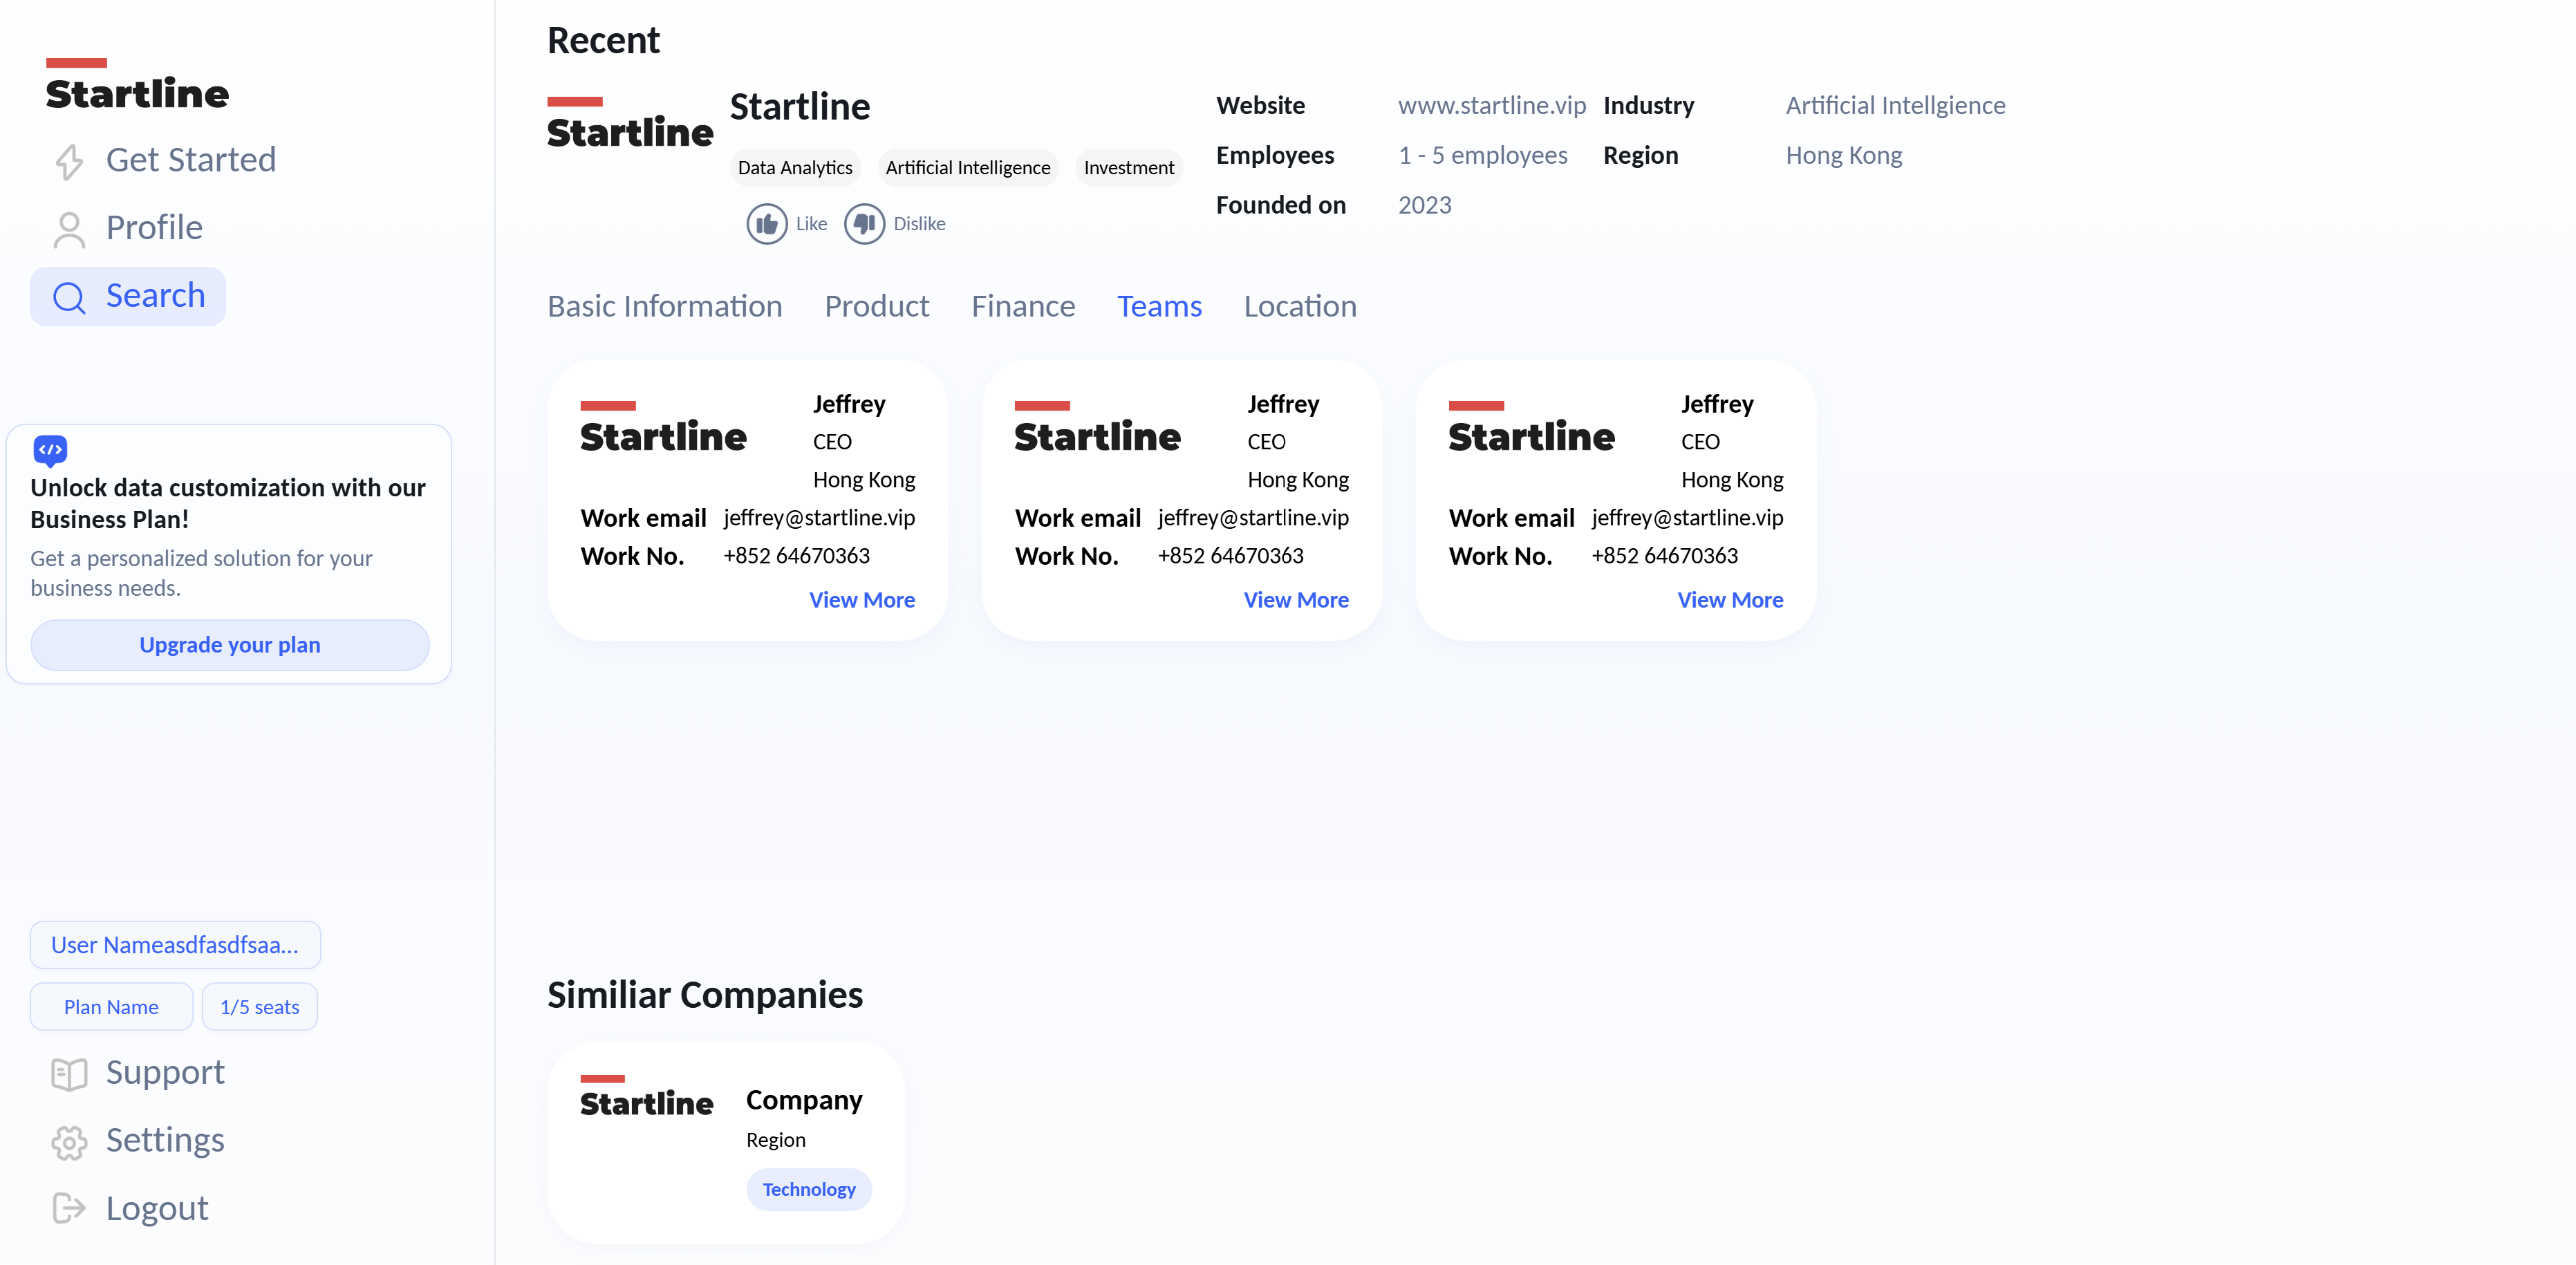 Startline
Get Started
Profile
Search
Unlock data customization with our
Business Plan!
Get a personalized solution for your
business needs.
Upgrade your plan
User Nameasdfasdfsaa...
Plan Name
1/5 seats
Support
Settings
Logout
Recent
Startline
Startline
Data Analytics
Artificial Intelligence
Investment
Like
Dislike
Website
www.startline.vip
Industry
Artificial Intellgience
Employees
1 - 5 employees
Region
Hong Kong
Founded on
2023
Basic Information
Product
Finance
Teams
Location
Startline
Jeffrey
CEO
Hong Kong
Work email
jeffrey@startline.vip
Work No.
+852 64670363
View More
Startline
Jeffrey
CEO
Hong Kong
Work email
jeffrey@startline.vip
Work No.
+852 64670363
View More
Startline
Jeffrey
CEO
Hong Kong
Work email
jeffrey@startline.vip
Work No.
+852 64670363
View More
Similiar Companies
Startline
Company
Region
Technology